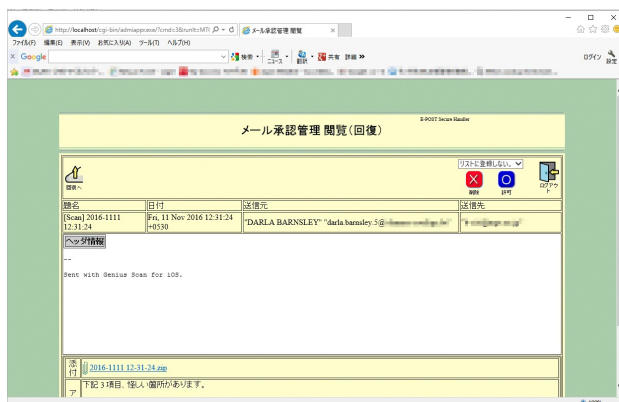 http://localhost/cgi-bin/admiappr.exe/?cmd=3&runlt=MTI
メール承認管理 閲覧
ファイル(F) 編集(E) 表示(V) お気に入り(A) ツール(T) ヘルプ(H)
× Google 検索 ニュース 翻訳 共有 詳細 » ログイン 設定
E-POST Secure Handler
メール承認管理 閲覧(回復)
リストに登録しない。
回復へ 削除 許可 ログアウト
題名 日付 送信元 送信先
[Scan] 2016-1111 12:31:24 Fri, 11 Nov 2016 12:31:24 +0530 "DARLA BARNSLEY" "darla.barnsley.5@
ヘッダ情報
--
Sent with Genius Scan for iOS.
添付 2016-1111 12-31-24.zip
ア 下記3項目、怪しい箇所があります。